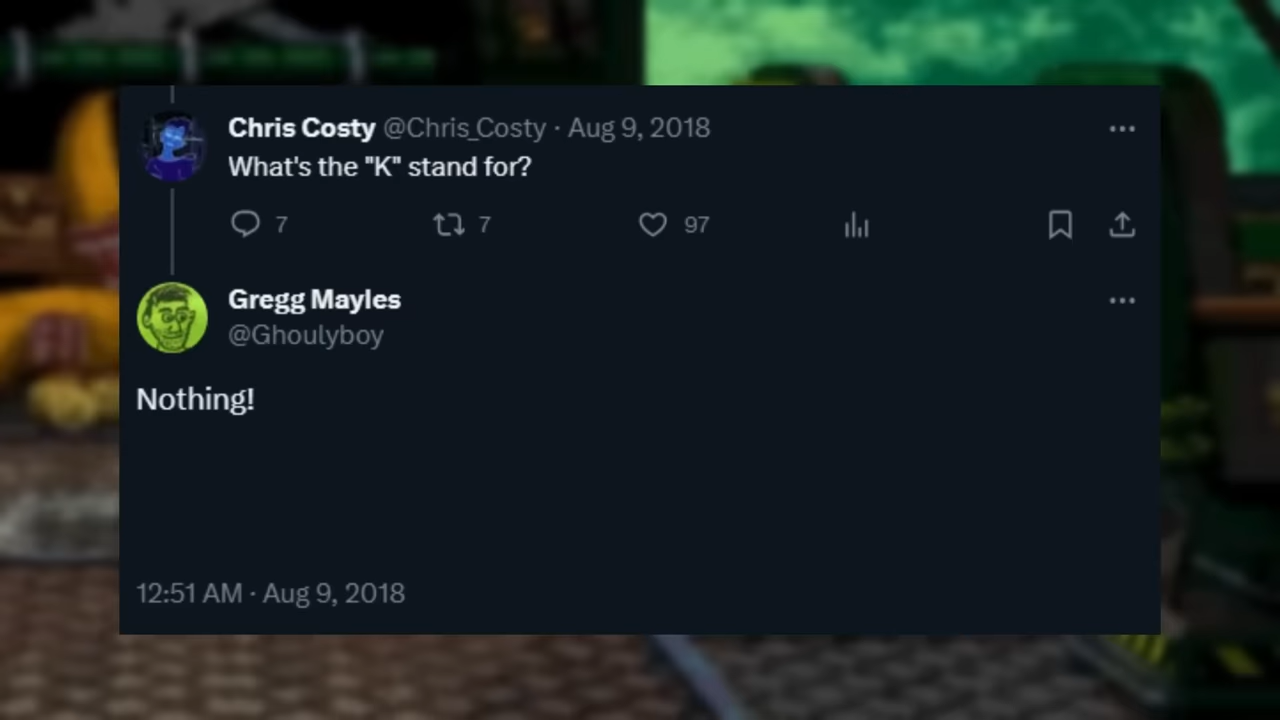 Chris Costy @Chris_Costy · Aug 9, 2018
What's the "K" stand for?
7 7 97
Gregg Mayles
@Ghoulyboy
Nothing!
12:51 AM · Aug 9, 2018